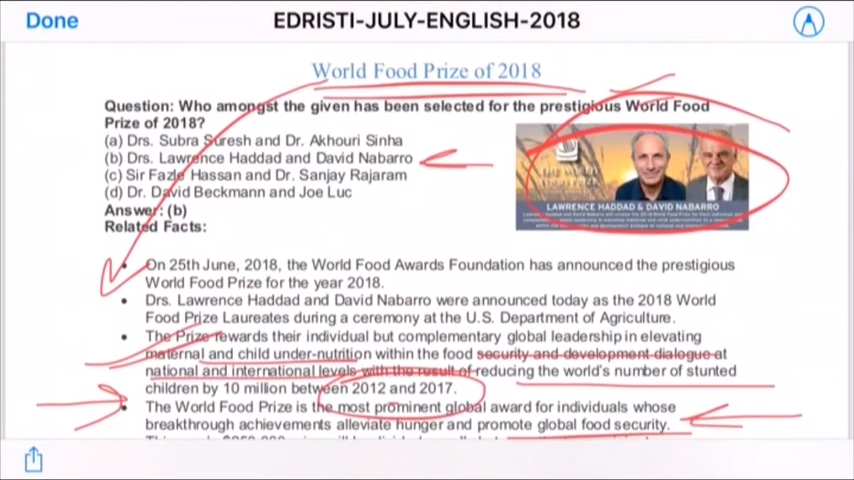 Done
EDRISTI-JULY-ENGLISH-2018
World Food Prize of 2018
Question: Who amongst the given has been selected for the prestigious World Food
Prize of 2018?
(a) Drs. Subra Suresh and Dr. Akhouri Sinha
(b) Drs. Lawrence Haddad and David Nabarro
(c) Sir Fazle Hassan and Dr. Sanjay Rajaram
(d) Dr. David Beckmann and Joe Luc
Answer: (b)
Related Facts:
LAWRENCE HADDAD & DAVID NABARRO
• On 25th June, 2018, the World Food Awards Foundation has announced the prestigious
World Food Prize for the year 2018.
• Drs. Lawrence Haddad and David Nabarro were announced today as the 2018 World
Food Prize Laureates during a ceremony at the U.S. Department of Agriculture.
• The Prize rewards their individual but complementary global leadership in elevating
maternal and child under-nutrition within the food security and development dialogue at
national and international levels with the result of reducing the world's number of stunted
children by 10 million between 2012 and 2017.
• The World Food Prize is the most prominent global award for individuals whose
breakthrough achievements alleviate hunger and promote global food security.